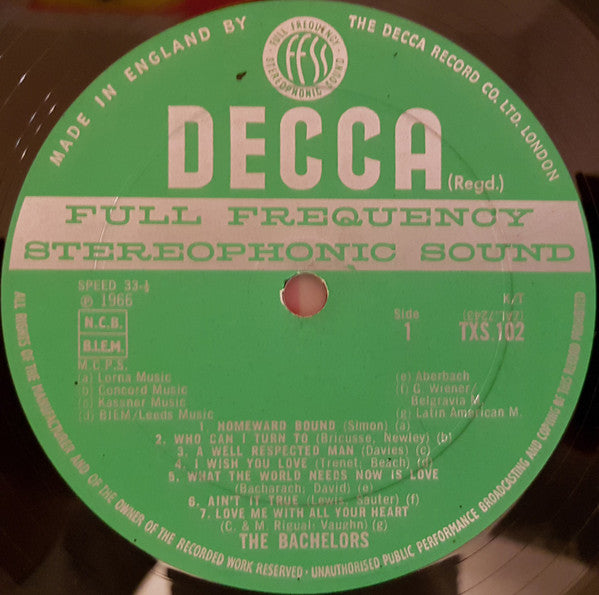 MADE IN ENGLAND BY THE DECCA RECORD CO. LTD. LONDON
FULL FREQUENCY
FFSS
STEREOPHONIC SOUND
DECCA (Regd.)
FULL FREQUENCY
STEREOPHONIC SOUND
SPEED 33-⅓
℗ 1966
N.C.B.
B.I.E.M.
M.C.P.S.
(a) Lorna Music
(b) Concord Music
(c) Kassner Music
(d) BIEM/Leeds Music
K/T
(ZAL.7243)
Side
1
TXS.102
(e) Aberbach
(f) C. Wiener/
Belgravia M.
(g) Latin American M.
1. HOMEWARD BOUND (Simon) (a)
2. WHO CAN I TURN TO (Bricusse, Newley) (b)
3. A WELL RESPECTED MAN (Davies) (c)
4. I WISH YOU LOVE (Trenet; Beach) (d)
5. WHAT THE WORLD NEEDS NOW IS LOVE
(Bacharach; David) (e)
6. AIN'T IT TRUE (Lewis, Sauter) (f)
7. LOVE ME WITH ALL YOUR HEART
(C. & M. Rigual; Vaughn) (g)
THE BACHELORS
ALL RIGHTS OF THE MANUFACTURER AND OF THE OWNER OF THE RECORDED WORK RESERVED · UNAUTHORISED PUBLIC PERFORMANCE BROADCASTING AND COPYING OF THIS RECORD PROHIBITED